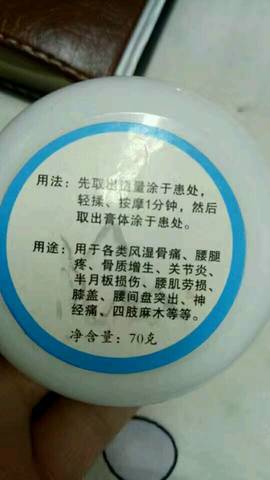 用法：先取出适量涂于患处，
轻揉、按摩1分钟，然后
取出膏体涂于患处。
用途：用于各类风湿骨痛、腰腿
疼、骨质增生、关节炎、
半月板损伤、腰肌劳损、
膝盖、腰间盘突出、神
经痛、四肢麻木等等。
净含量：70克